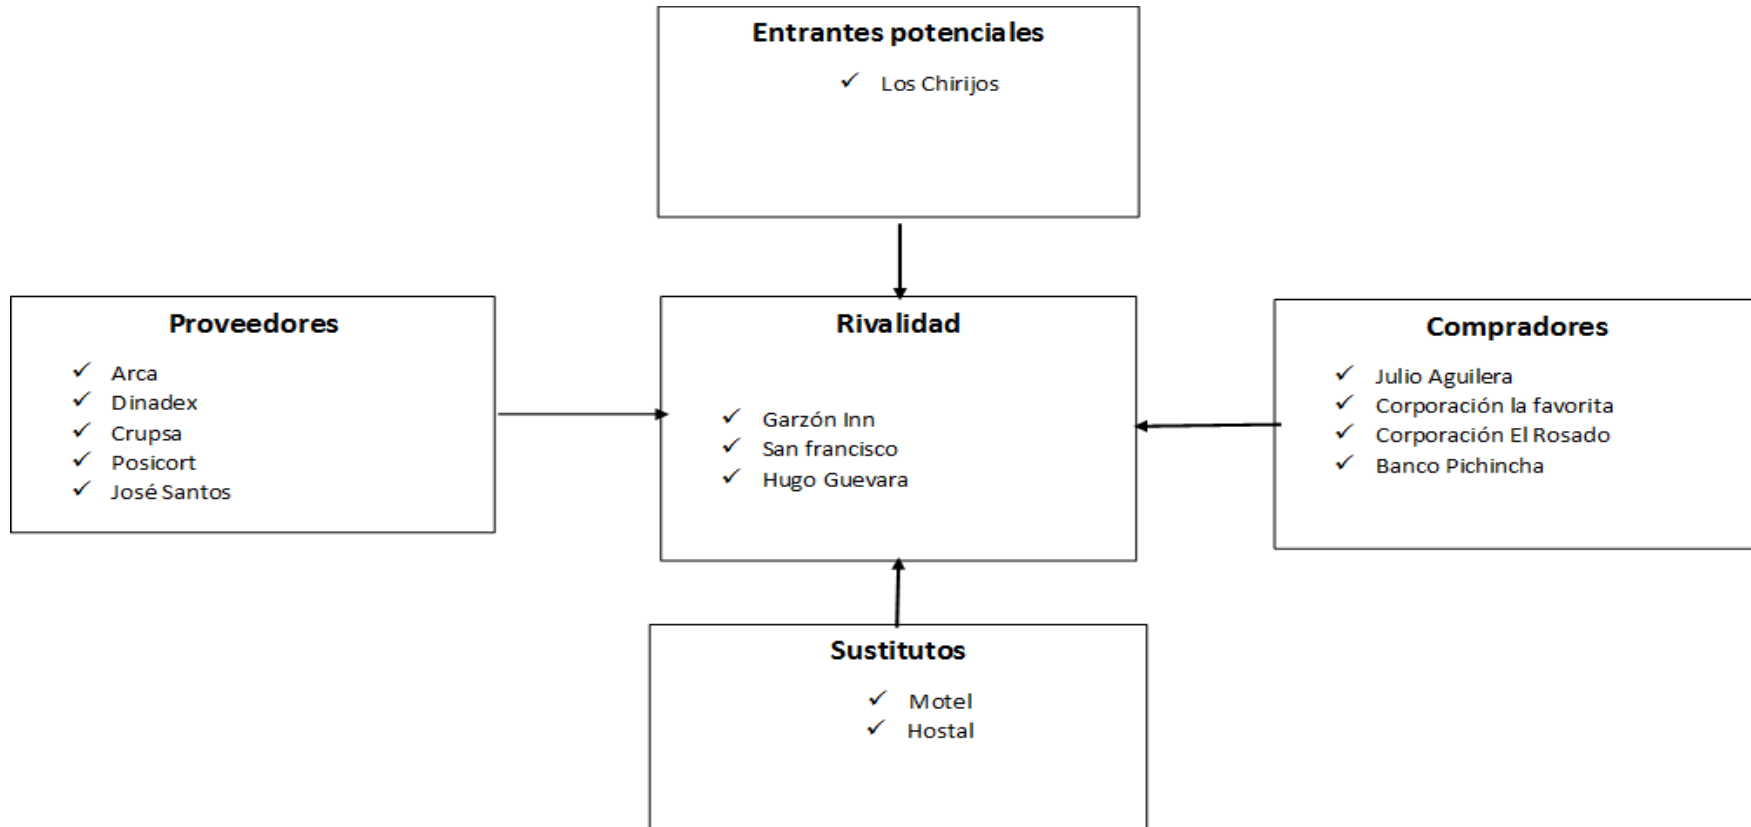 Entrantes potenciales
✓ Los Chirijos
Proveedores
✓ Arca
✓ Dinadex
✓ Crupsa
✓ Posicort
✓ José Santos
Rivalidad
✓ Garzón Inn
✓ San francisco
✓ Hugo Guevara
Compradores
✓ Julio Aguilera
✓ Corporación la favorita
✓ Corporación El Rosado
✓ Banco Pichincha
Sustitutos
✓ Motel
✓ Hostal